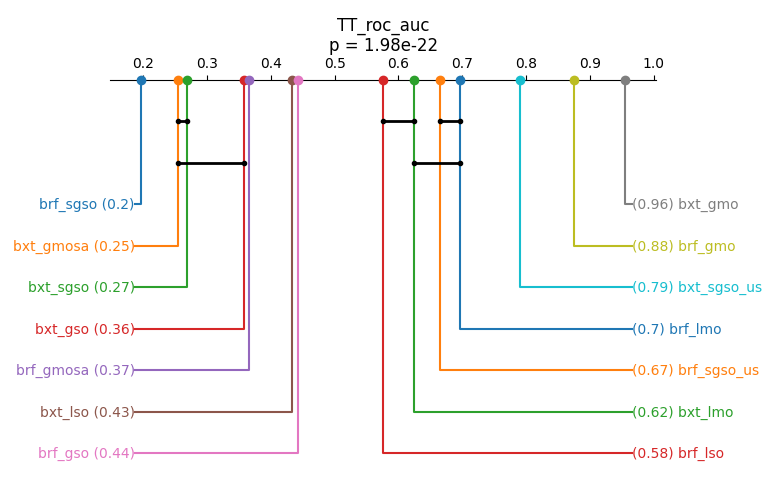 TT_roc_auc
p = 1.98e-22
0.2 0.3 0.4 0.5 0.6 0.7 0.8 0.9 1.0
brf_sgso (0.2) (0.96) bxt_gmo
bxt_gmosa (0.25) (0.88) brf_gmo
bxt_sgso (0.27) (0.79) bxt_sgso_us
bxt_gso (0.36) (0.7) brf_lmo
brf_gmosa (0.37) (0.67) brf_sgso_us
bxt_lso (0.43) (0.62) bxt_lmo
brf_gso (0.44) (0.58) brf_lso